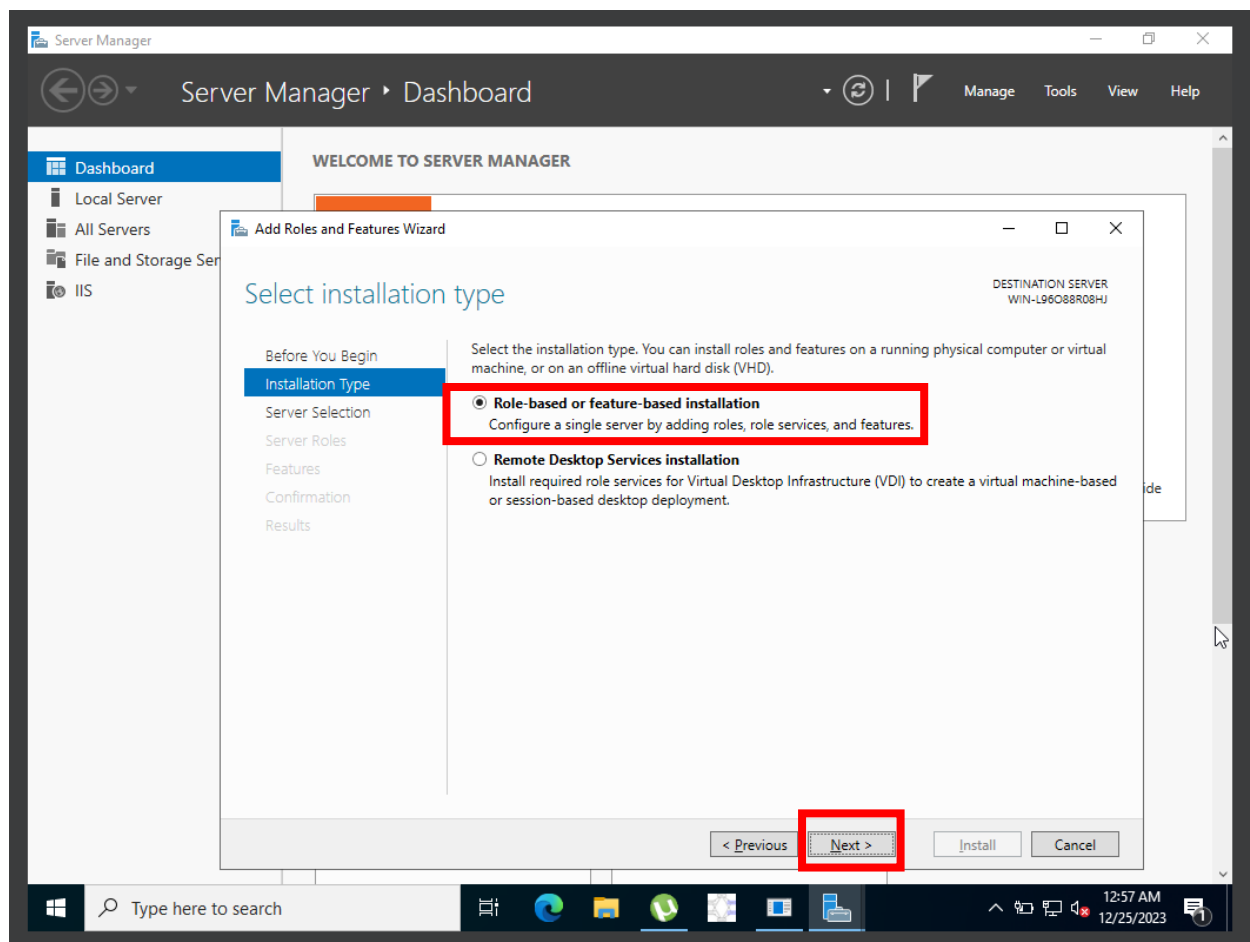 Server Manager
Server Manager • Dashboard
Manage Tools View Help
Dashboard
Local Server
All Servers
File and Storage Ser
IIS
WELCOME TO SERVER MANAGER
Add Roles and Features Wizard
Select installation type
DESTINATION SERVER
WIN-L96O88R08HJ
Before You Begin
Installation Type
Server Selection
Server Roles
Features
Confirmation
Results
Select the installation type. You can install roles and features on a running physical computer or virtual
machine, or on an offline virtual hard disk (VHD).
Role-based or feature-based installation
Configure a single server by adding roles, role services, and features.
Remote Desktop Services installation
Install required role services for Virtual Desktop Infrastructure (VDI) to create a virtual machine-based
or session-based desktop deployment.
ide
< Previous Next > Install Cancel
Type here to search
12:57 AM
12/25/2023
1